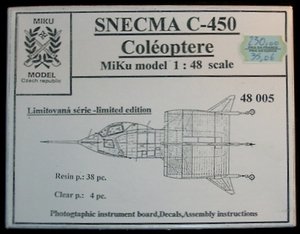 MIKU
MODEL
Czech republic
SNECMA C-450
Coléoptere
MiKu model 1 : 48 scale
Limitovaná série -limited edition
48 005
Resin p.: 38 pc.
Clear p.: 4 pc.
Photogtaphic instrument board,Decals,Assembly instructions